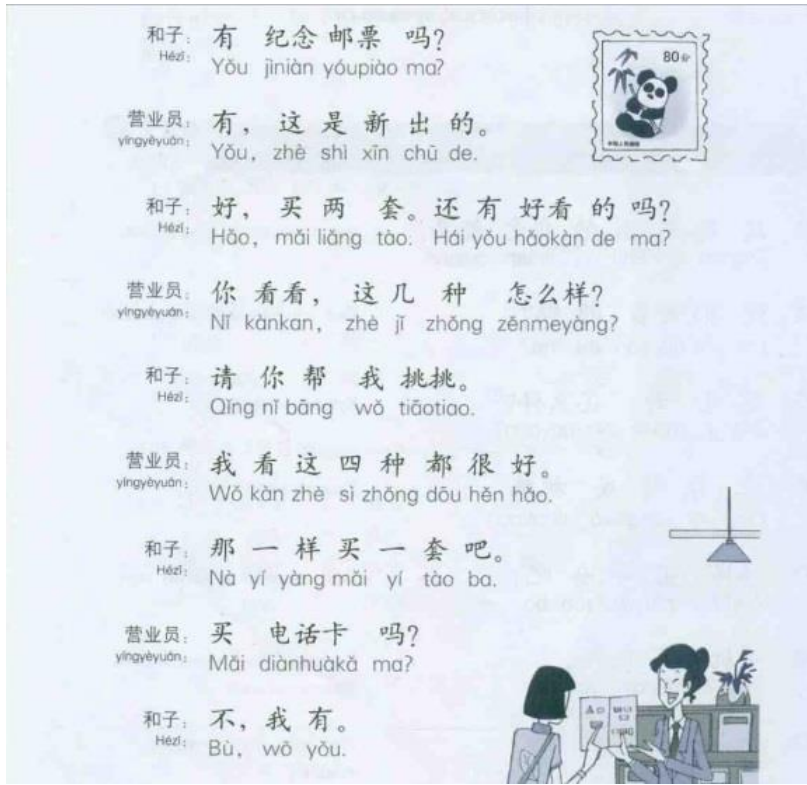 和子：有 纪念邮票 吗？
Hézǐ: Yǒu jìniàn yóupiào ma?
80分
营业员：有，这是新出的。
yíngyèyuán: Yǒu, zhè shì xīn chū de.
和子：好，买两套。还有好看的吗？
Hézǐ: Hǎo, mǎi liǎng tào. Hái yǒu hǎokàn de ma?
营业员：你看看，这几种怎么样？
yíngyèyuán: Nǐ kànkan, zhè jǐ zhǒng zěnmeyàng?
和子：请你帮我挑挑。
Hézǐ: Qǐng nǐ bāng wǒ tiāotiao.
营业员：我看这四种都很好。
yíngyèyuán: Wǒ kàn zhè sì zhǒng dōu hěn hǎo.
和子：那一样买一套吧。
Hézǐ: Nà yí yàng mǎi yí tào ba.
营业员：买电话卡吗？
yíngyèyuán: Mǎi diànhuàkǎ ma?
和子：不，我有。
Hézǐ: Bù, wǒ yǒu.